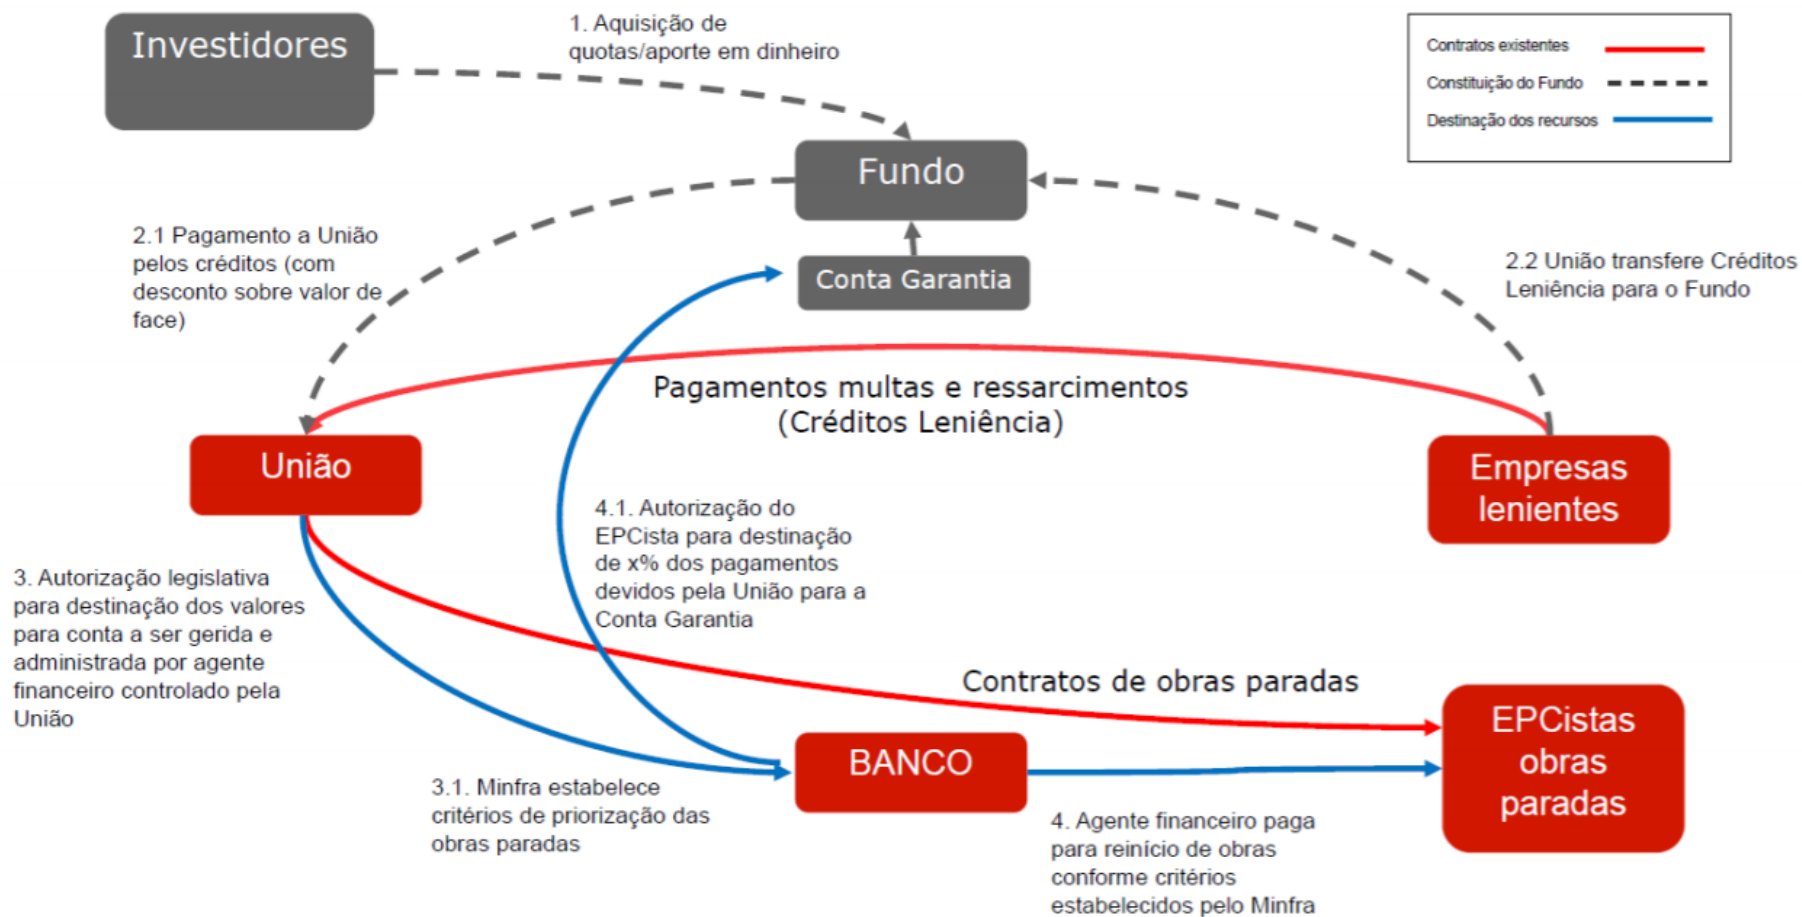 Investidores
1. Aquisição de
quotas/aporte em dinheiro
Contratos existentes
Constituição do Fundo
Destinação dos recursos
Fundo
2.1 Pagamento a União
pelos créditos (com
desconto sobre valor de
face)
Conta Garantia
2.2 União transfere Créditos
Leniência para o Fundo
Pagamentos multas e ressarcimentos
(Créditos Leniência)
União
Empresas
lenientes
4.1. Autorização do
EPCista para destinação
de x% dos pagamentos
devidos pela União para a
Conta Garantia
3. Autorização legislativa
para destinação dos valores
para conta a ser gerida e
administrada por agente
financeiro controlado pela
União
Contratos de obras paradas
EPCistas
obras
paradas
BANCO
3.1. Minfra estabelece
critérios de priorização das
obras paradas
4. Agente financeiro paga
para reinício de obras
conforme critérios
estabelecidos pelo Minfra